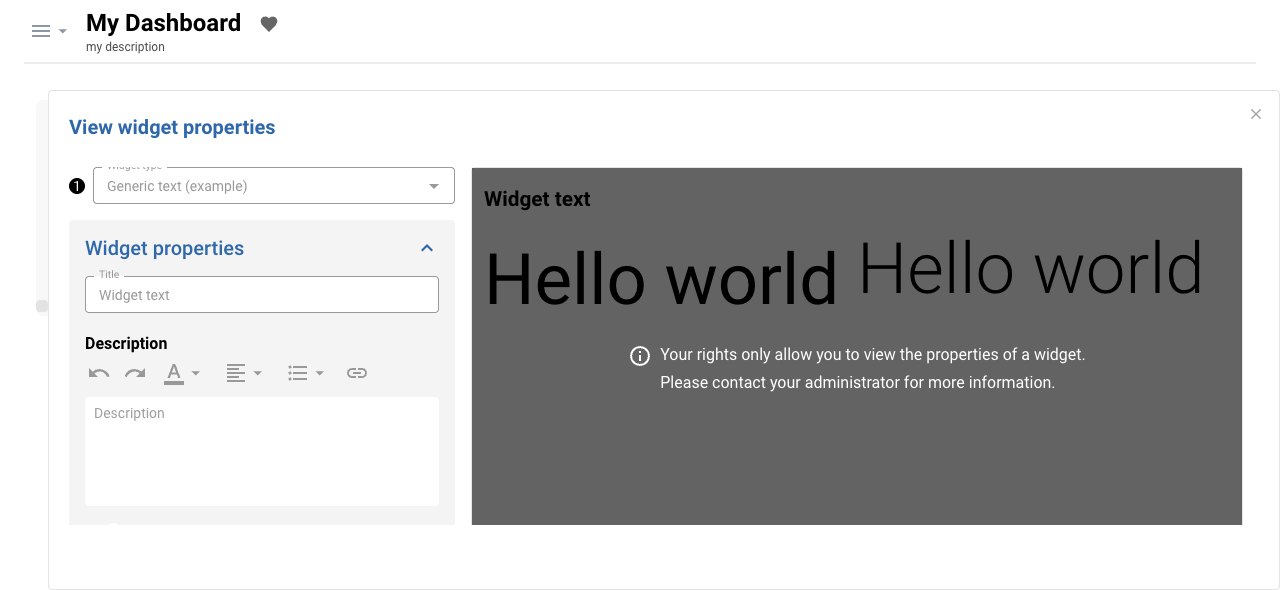 My Dashboard
my description
View widget properties
1
Widget type
Generic text (example)
Widget properties
Title
Widget text
Description
A
Description
Widget text
Hello world Hello world
Your rights only allow you to view the properties of a widget.
Please contact your administrator for more information.